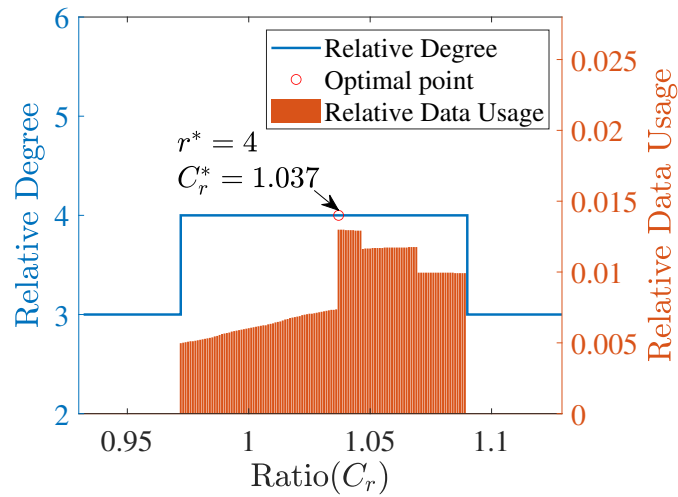 Relative Degree
Optimal point
Relative Data Usage
r* = 4
C_r^* = 1.037
6
5
4
3
2
Relative Degree
0.025
0.02
0.015
0.01
0.005
0
Relative Data Usage
0.95
1
1.05
1.1
Ratio(C_r)